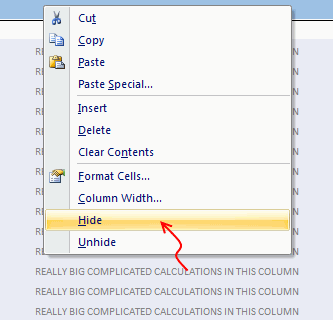 Cut
Copy
Paste
Paste Special...
Insert
Delete
Clear Contents
Format Cells...
Column Width...
Hide
Unhide
REALLY BIG COMPLICATED CALCULATIONS IN THIS COLUMN
REALLY BIG COMPLICATED CALCULATIONS IN THIS COLUMN
REALLY BIG COMPLICATED CALCULATIONS IN THIS COLUMN